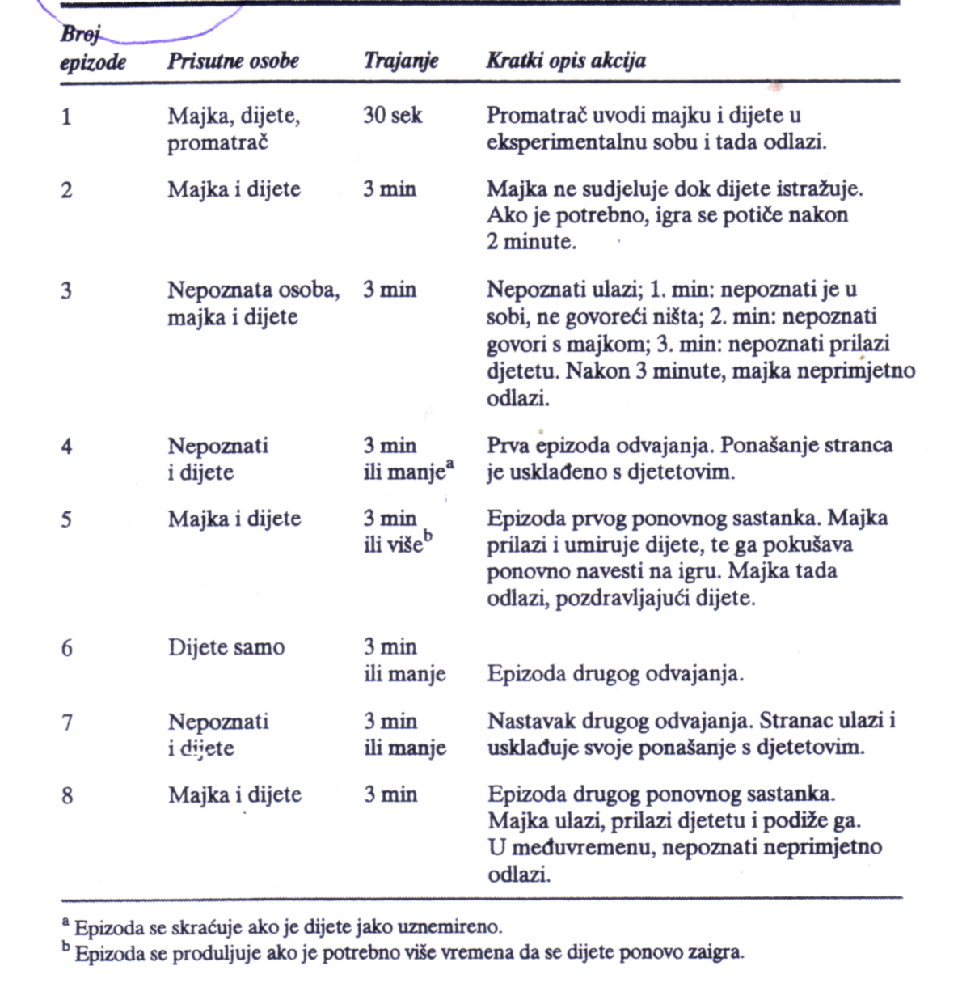 Broj
epizode Prisutne osobe Trajanje Kratki opis akcija
1 Majka, dijete, 30 sek Promatrač uvodi majku i dijete u
promatrač eksperimentalnu sobu i tada odlazi.
2 Majka i dijete 3 min Majka ne sudjeluje dok dijete istražuje.
Ako je potrebno, igra se potiče nakon
2 minute.
3 Nepoznata osoba, 3 min Nepoznati ulazi; 1. min: nepoznati je u
majka i dijete sobi, ne govoreći ništa; 2. min: nepoznati
govori s majkom; 3. min: nepoznati prilazi
djetetu. Nakon 3 minute, majka neprimjetno
odlazi.
4 Nepoznati 3 min Prva epizoda odvajanja. Ponašanje stranca
i dijete ili manjeᵃ je usklađeno s djetetovim.
5 Majka i dijete 3 min Epizoda prvog ponovnog sastanka. Majka
ili višeᵇ prilazi i umiruje dijete, te ga pokušava
ponovno navesti na igru. Majka tada
odlazi, pozdravljajući dijete.
6 Dijete samo 3 min
ili manje Epizoda drugog odvajanja.
7 Nepoznati 3 min Nastavak drugog odvajanja. Stranac ulazi i
i dijete ili manje usklađuje svoje ponašanje s djetetovim.
8 Majka i dijete 3 min Epizoda drugog ponovnog sastanka.
Majka ulazi, prilazi djetetu i podiže ga.
U međuvremenu, nepoznati neprimjetno
odlazi.
ᵃ Epizoda se skraćuje ako je dijete jako uznemireno.
ᵇ Epizoda se produljuje ako je potrebno više vremena da se dijete ponovo zaigra.